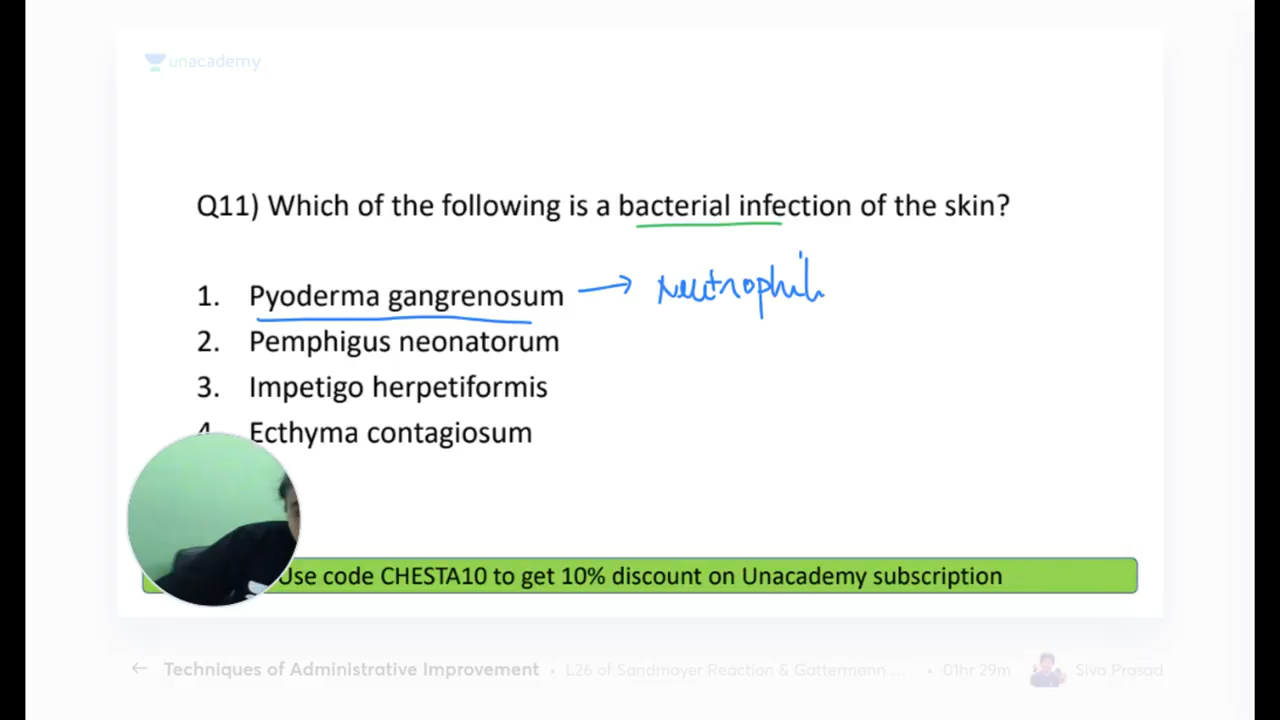 unacademy
Q11) Which of the following is a bacterial infection of the skin?
1. Pyoderma gangrenosum → Neutrophil
2. Pemphigus neonatorum
3. Impetigo herpetiformis
4. Ecthyma contagiosum
Use code CHESTA10 to get 10% discount on Unacademy subscription
← Techniques of Administrative Improvement • L26 of Sandmayer Reaction & Gattermann ... • 01hr 29m Siva Prasad